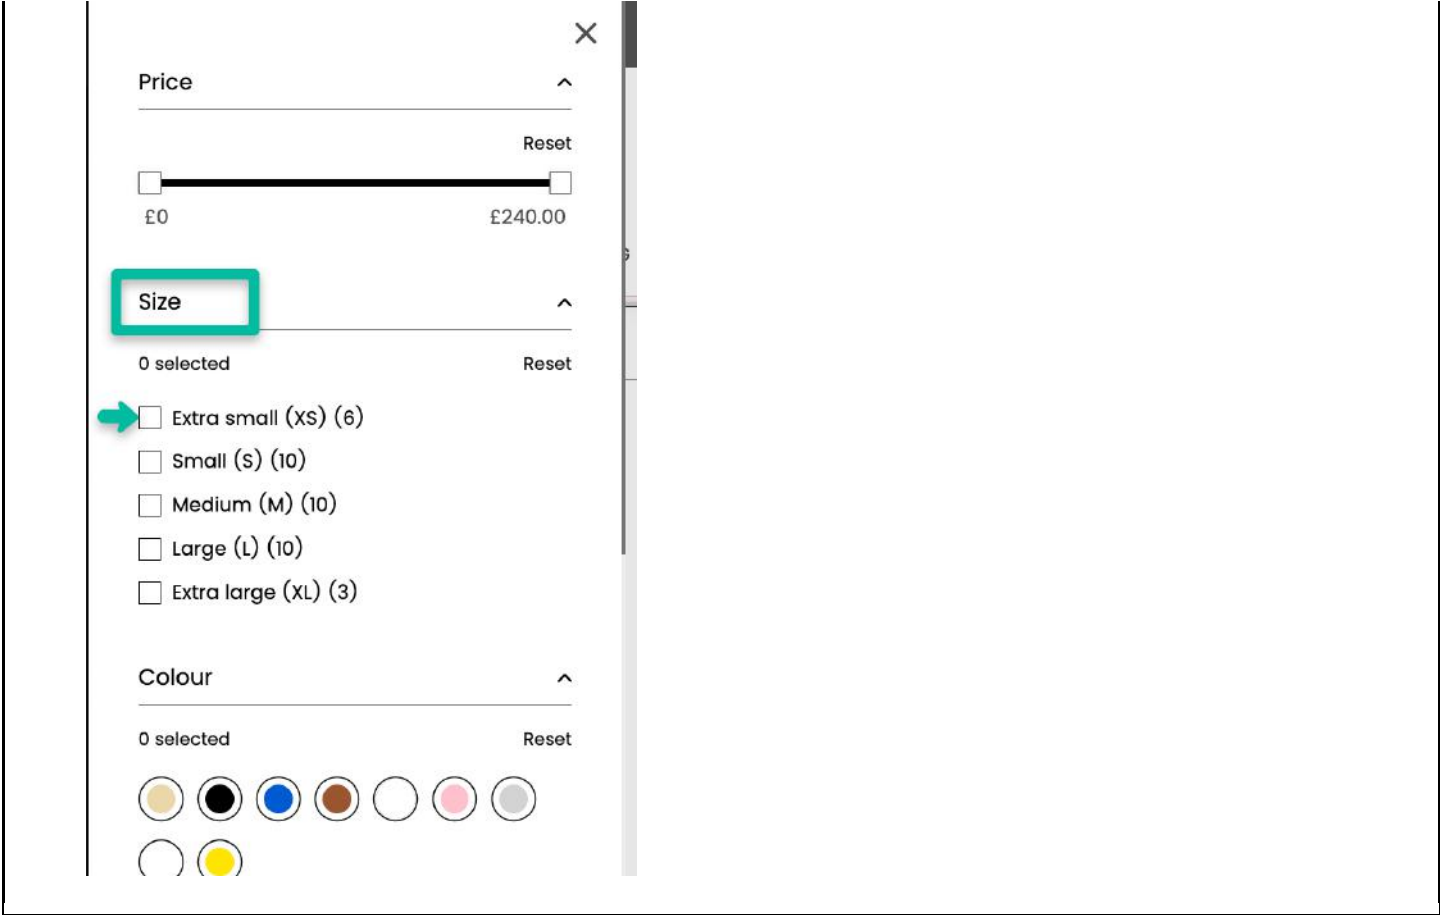 Price
Reset
£0 £240.00
Size
0 selected Reset
Extra small (XS) (6)
Small (S) (10)
Medium (M) (10)
Large (L) (10)
Extra large (XL) (3)
Colour
0 selected Reset